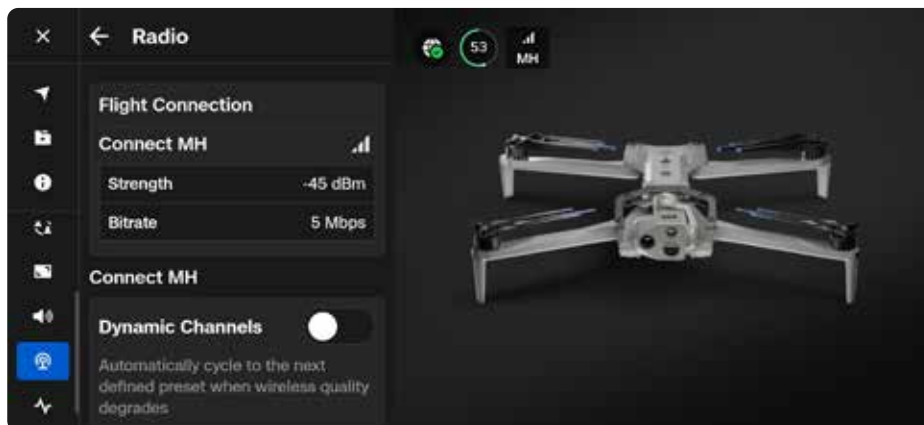 Radio
53
MH
Flight Connection
Connect MH
Strength -45 dBm
Bitrate 5 Mbps
Connect MH
Dynamic Channels
Automatically cycle to the next
defined preset when wireless quality
degrades